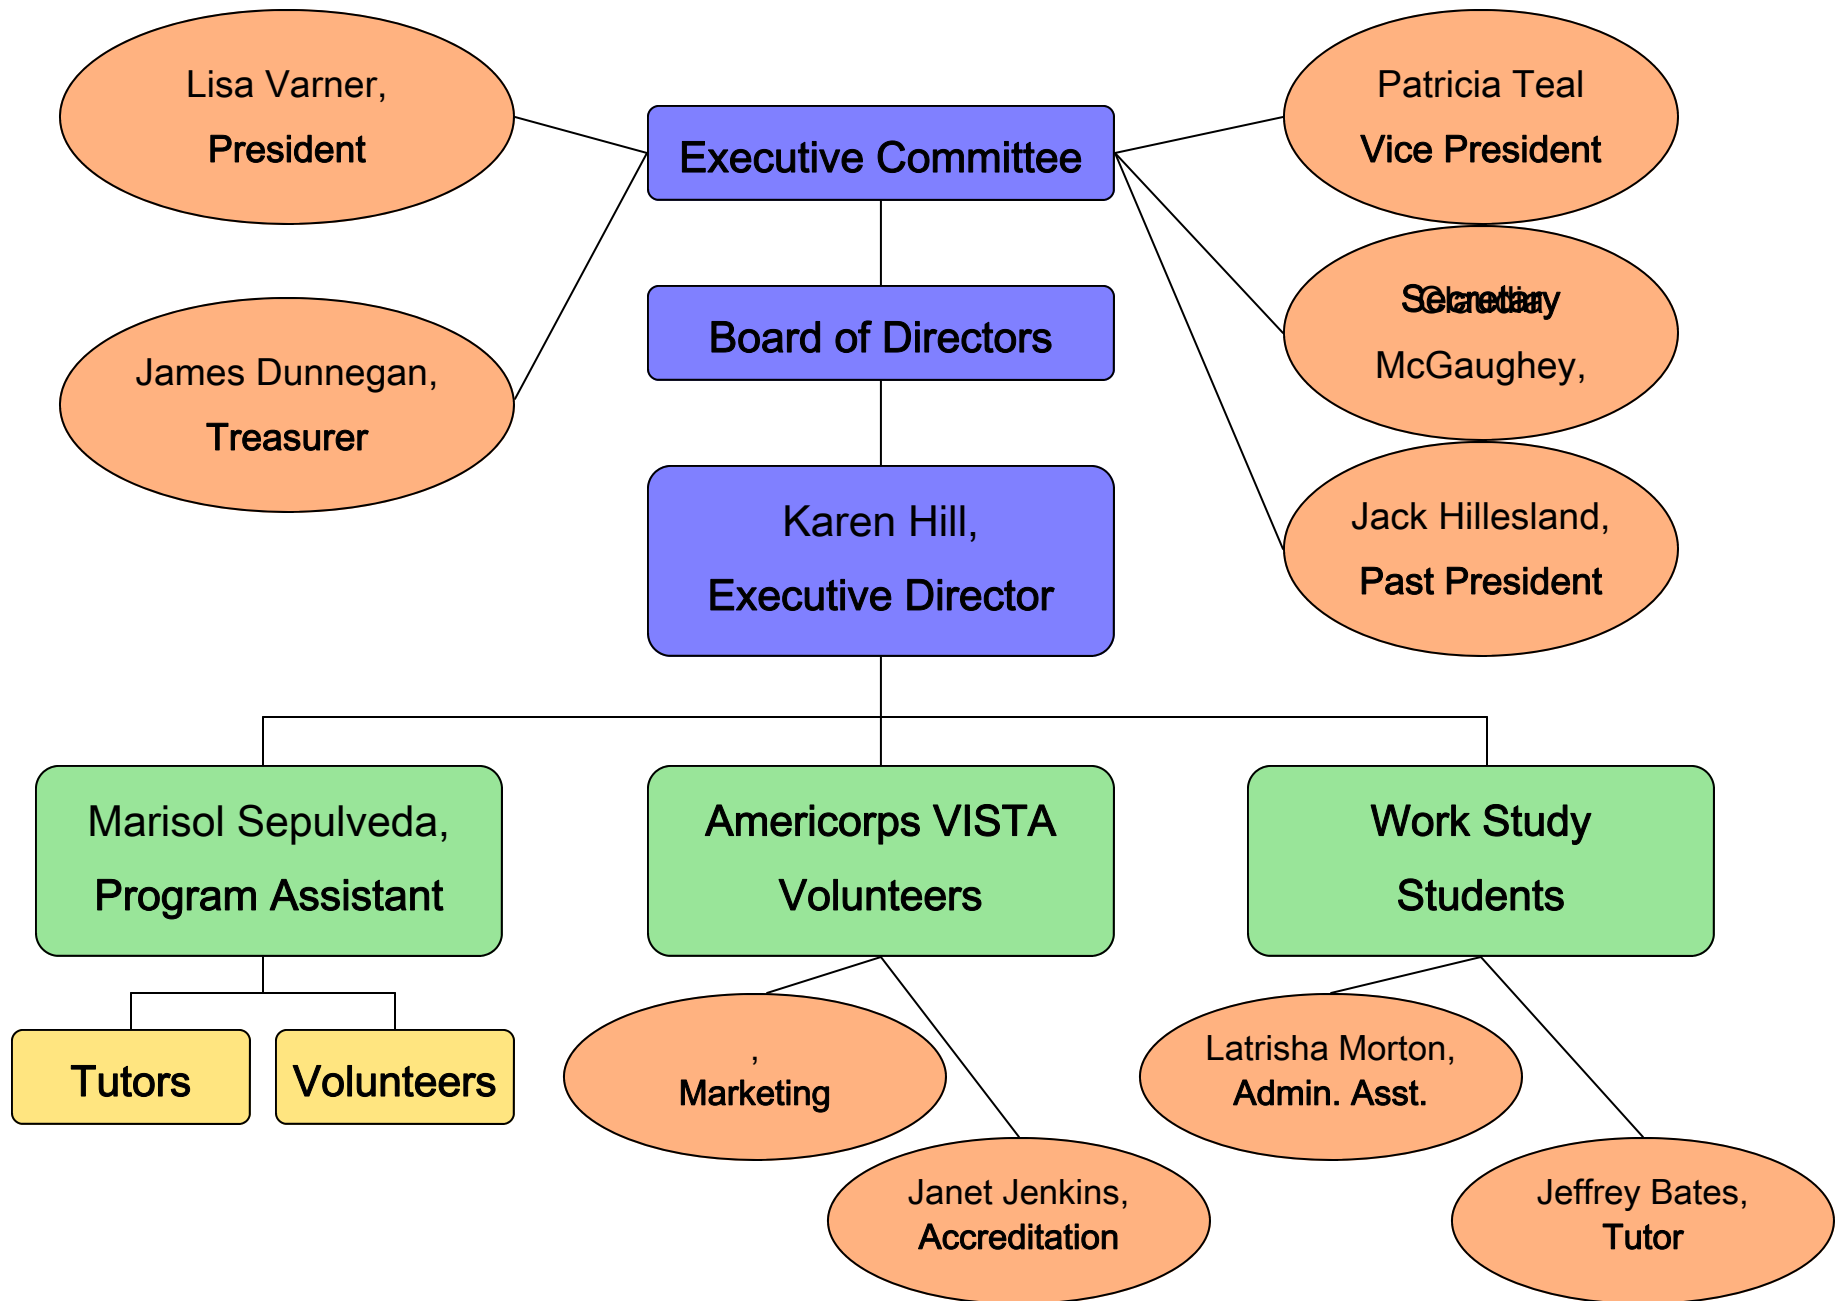 Lisa Varner,
President
Patricia Teal
Vice President
Executive Committee
Secretary
Claudia
McGaughey,
Board of Directors
James Dunnegan,
Treasurer
Karen Hill,
Executive Director
Jack Hillesland,
Past President
Marisol Sepulveda,
Program Assistant
Americorps VISTA
Volunteers
Work Study
Students
Tutors
Volunteers
,
Marketing
Latrisha Morton,
Admin. Asst.
Janet Jenkins,
Accreditation
Jeffrey Bates,
Tutor